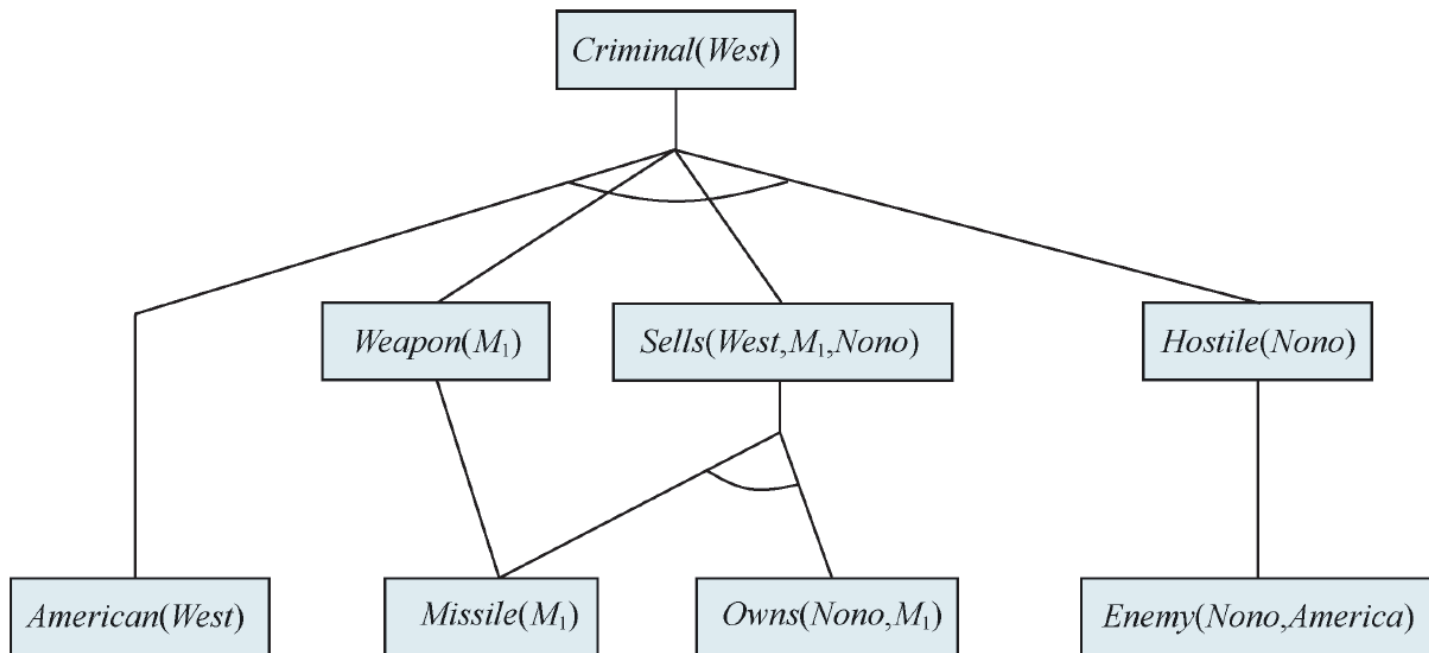 Criminal(West)
Weapon(M₁)
Sells(West,M₁,Nono)
Hostile(Nono)
American(West)
Missile(M₁)
Owns(Nono,M₁)
Enemy(Nono,America)